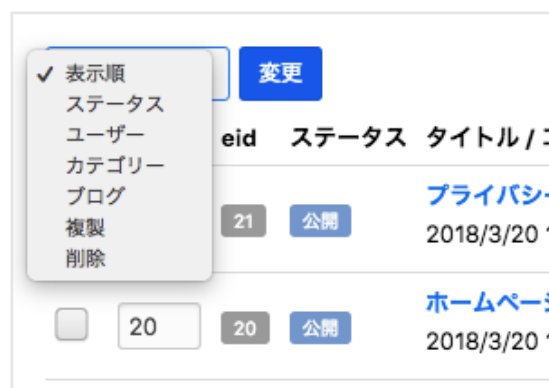 ✓ 表示順
ステータス
ユーザー
カテゴリー
ブログ
複製
削除
変更
eid ステータス タイトル /
21 公開 プライバシ
2018/3/20
20 20 公開 ホームペー
2018/3/20